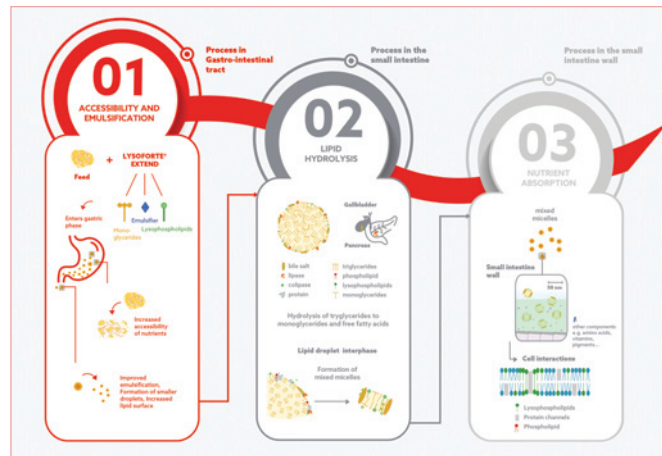 Process in
Gastro-intestinal
tract
01
ACCESSIBILITY AND
EMULSIFICATION
Feed
+
LYSOFORTE®
EXTEND
Mono
glycerides
Emulsifier
Lysophospholipids
Enters gastric
phase
Increased
accessibility
of nutrients
Improved
emulsification,
Formation of smaller
droplets, Increased
lipid surface
Process in the
small intestine
02
LIPID
HYDROLYSIS
Gallbladder
Pancreas
bile salt
lipase
colipase
protein
triglycerides
phospholipid
lysophospholipids
monoglycerides
Hydrolysis of tryglycerides to
monoglycerides and free fatty acids
Lipid droplet interphase
Formation of
mixed micelles
Process in the small
intestine wall
03
NUTRIENT
ABSORPTION
mixed
micelles
Small intestine
wall
50 nm
other components
e.g. amino acids,
vitamins,
pigments...
Cell interactions
Lysophospholipids
Protein channels
Phospholipid